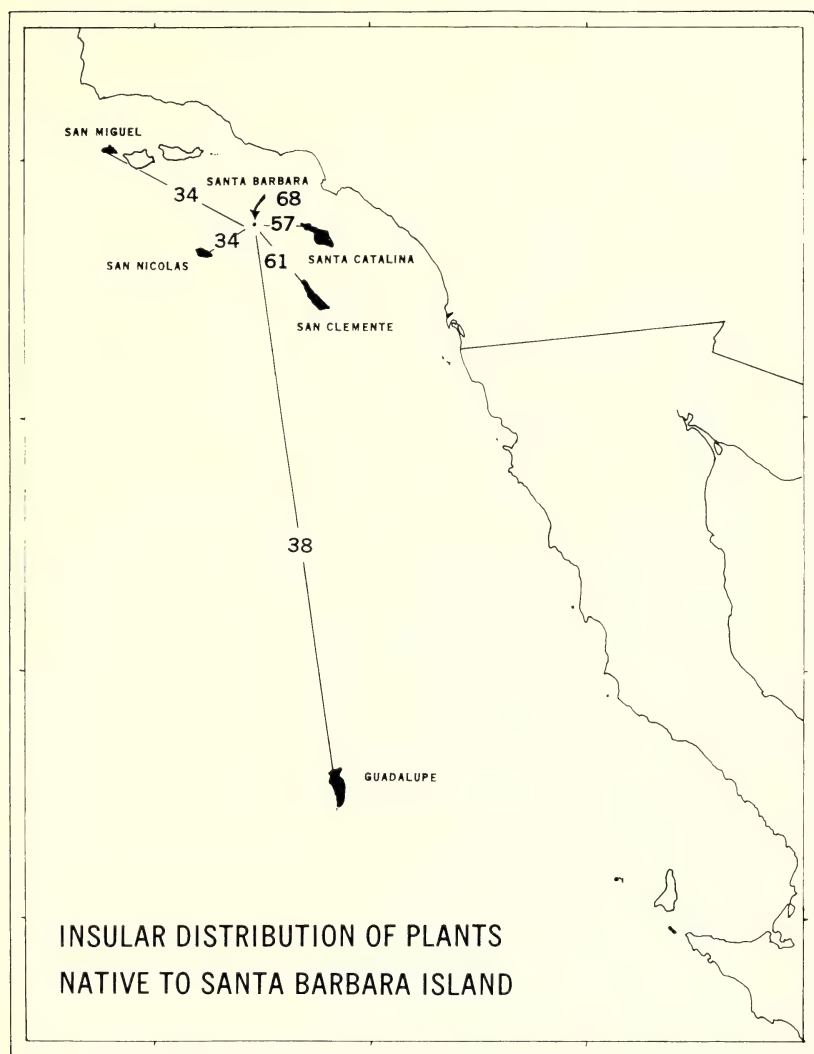 SAN MIGUEL
34
SANTA BARBARA
68
57
34
SAN NICOLAS
61
SANTA CATALINA
SAN CLEMENTE
38
GUADALUPE
INSULAR DISTRIBUTION OF PLANTS
NATIVE TO SANTA BARBARA ISLAND